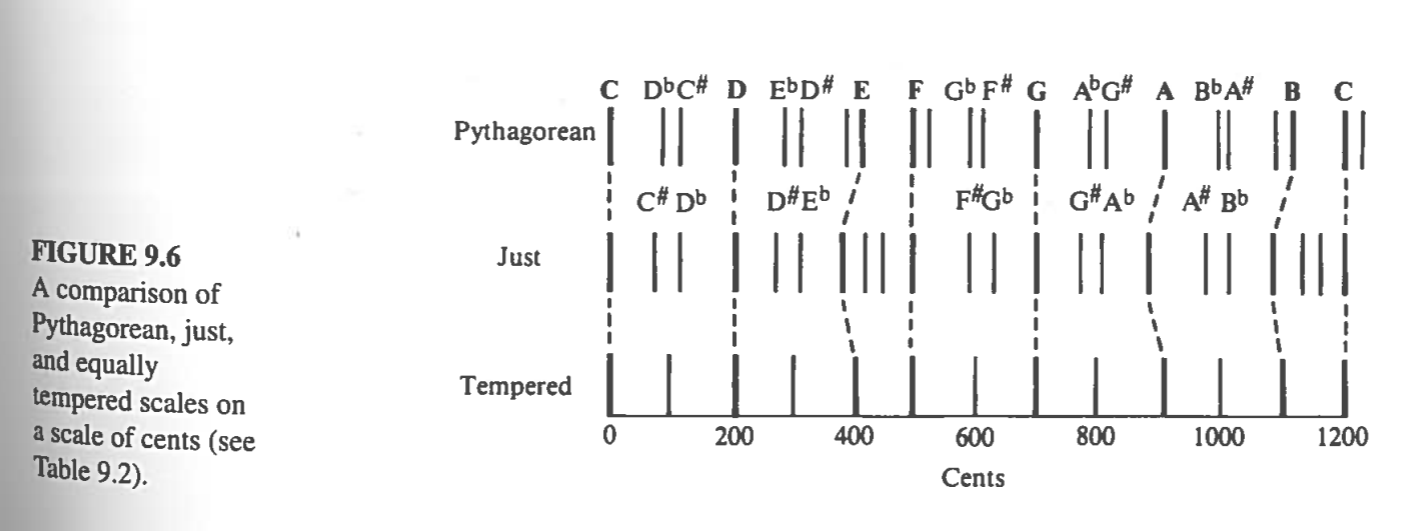 C D♭C# D E♭D# E F G♭ F# G A♭G# A B♭A# B C
Pythagorean
C# D♭ D#E♭ F#G♭ G#A♭ A# B♭
Just
Tempered
0 200 400 600 800 1000 1200
Cents
FIGURE 9.6
A comparison of
Pythagorean, just,
and equally
tempered scales on
a scale of cents (see
Table 9.2).